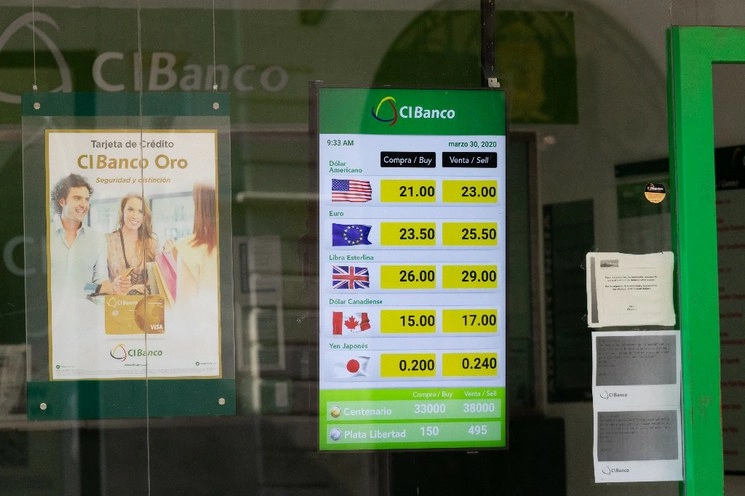 CIBanco
Tarjeta de Crédito
CIBanco Oro
Seguridad y distinción
CIBanco
VISA
CIBanco
CIBanco
9:33 AM marzo 30, 2020
Compra / Buy Venta / Sell
Dólar Americano
21.00 23.00
Euro
23.50 25.50
Libra Esterlina
26.00 29.00
Dólar Canadiense
15.00 17.00
Yen Japonés
0.200 0.240
Compra / Buy Venta / Sell
Centenario 33000 38000
Plata Libertad 150 495
CIBanco
CIBanco